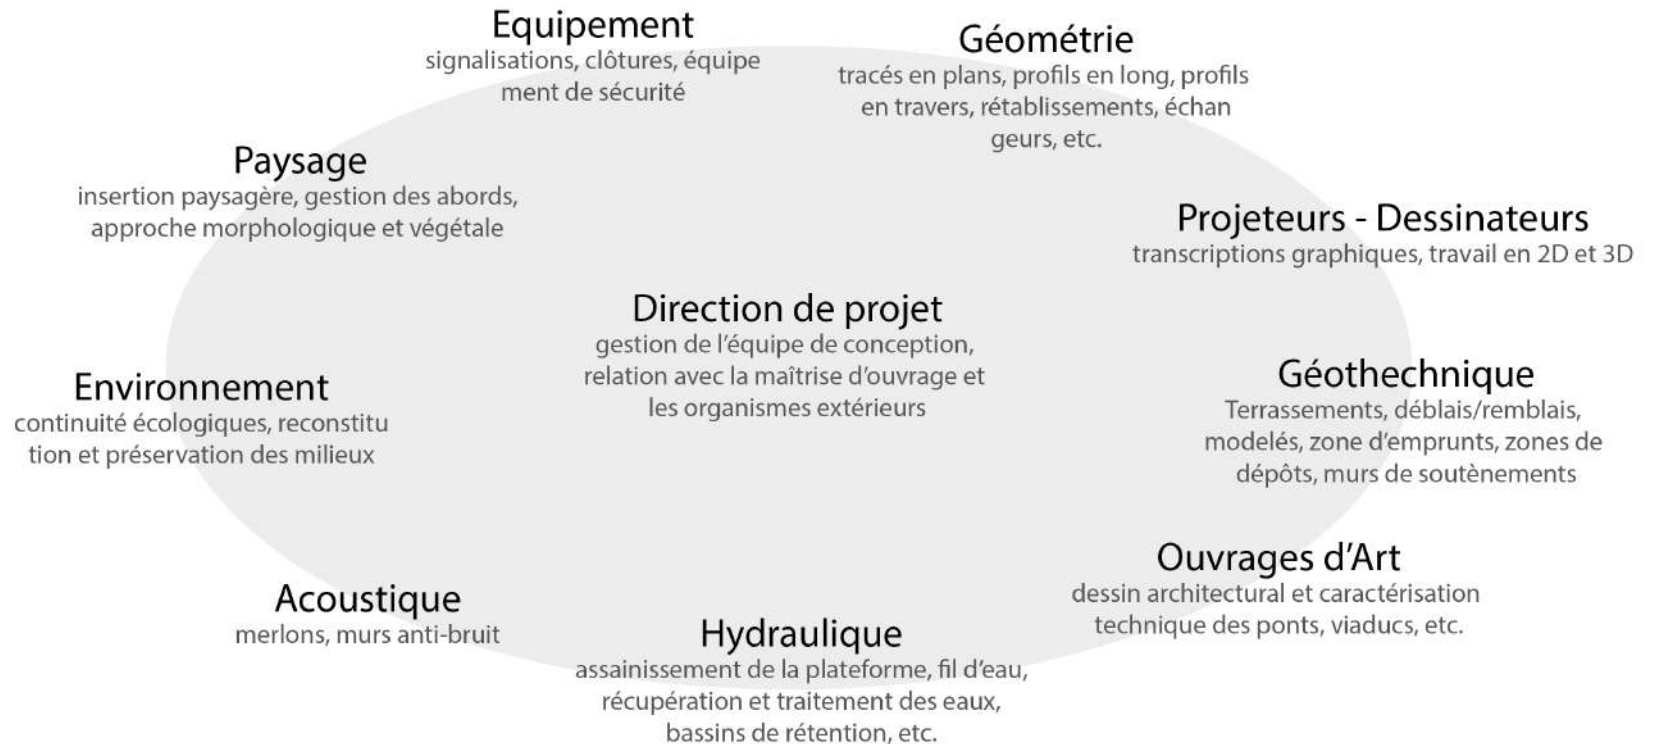 Equipement
signalisations, clôtures, équipe
ment de sécurité
Géométrie
tracés en plans, profils en long, profils
en travers, rétablissements, échan
geurs, etc.
Paysage
insertion paysagère, gestion des abords,
approche morphologique et végétale
Projeteurs - Dessinateurs
transcriptions graphiques, travail en 2D et 3D
Direction de projet
gestion de l’équipe de conception,
relation avec la maîtrise d’ouvrage et
les organismes extérieurs
Environnement
continuité écologiques, reconstitu
tion et préservation des milieux
Géothechnique
Terrassements, déblais/remblais,
modelés, zone d’emprunts, zones de
dépôts, murs de soutènements
Ouvrages d’Art
dessin architectural et caractérisation
technique des ponts, viaducs, etc.
Acoustique
merlons, murs anti-bruit
Hydraulique
assainissement de la plateforme, fil d’eau,
récupération et traitement des eaux,
bassins de rétention, etc.